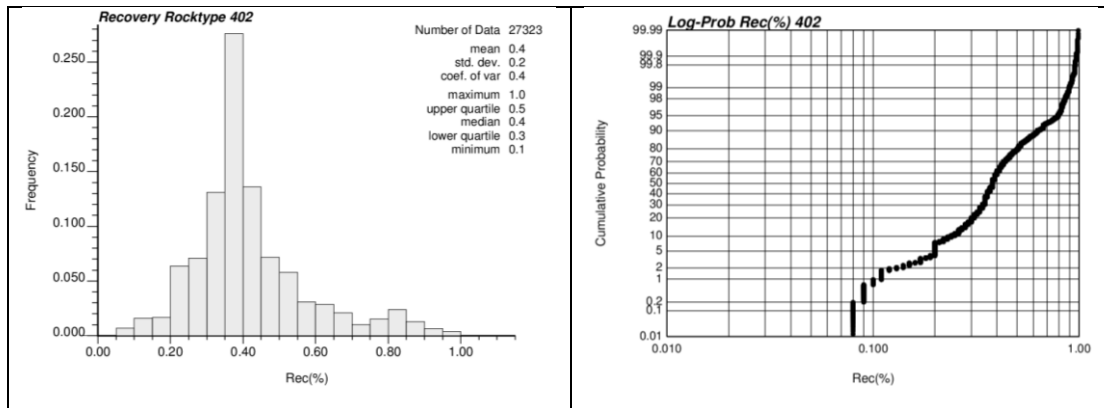 Recovery Rocktype 402
Number of Data 27323
mean 0.4
std. dev. 0.2
coef. of var 0.4
maximum 1.0
upper quartile 0.5
median 0.4
lower quartile 0.3
minimum 0.1
Frequency
0.250
0.200
0.150
0.100
0.050
0.000
0.00 0.20 0.40 0.60 0.80 1.00
Rec(%)
Log-Prob Rec(%) 402
Cumulative Probability
99.99
99.9
99.8
99
98
95
90
80
70
60
50
40
30
20
10
5
2
1
0.2
0.1
0.01
0.010 0.100 1.00
Rec(%)